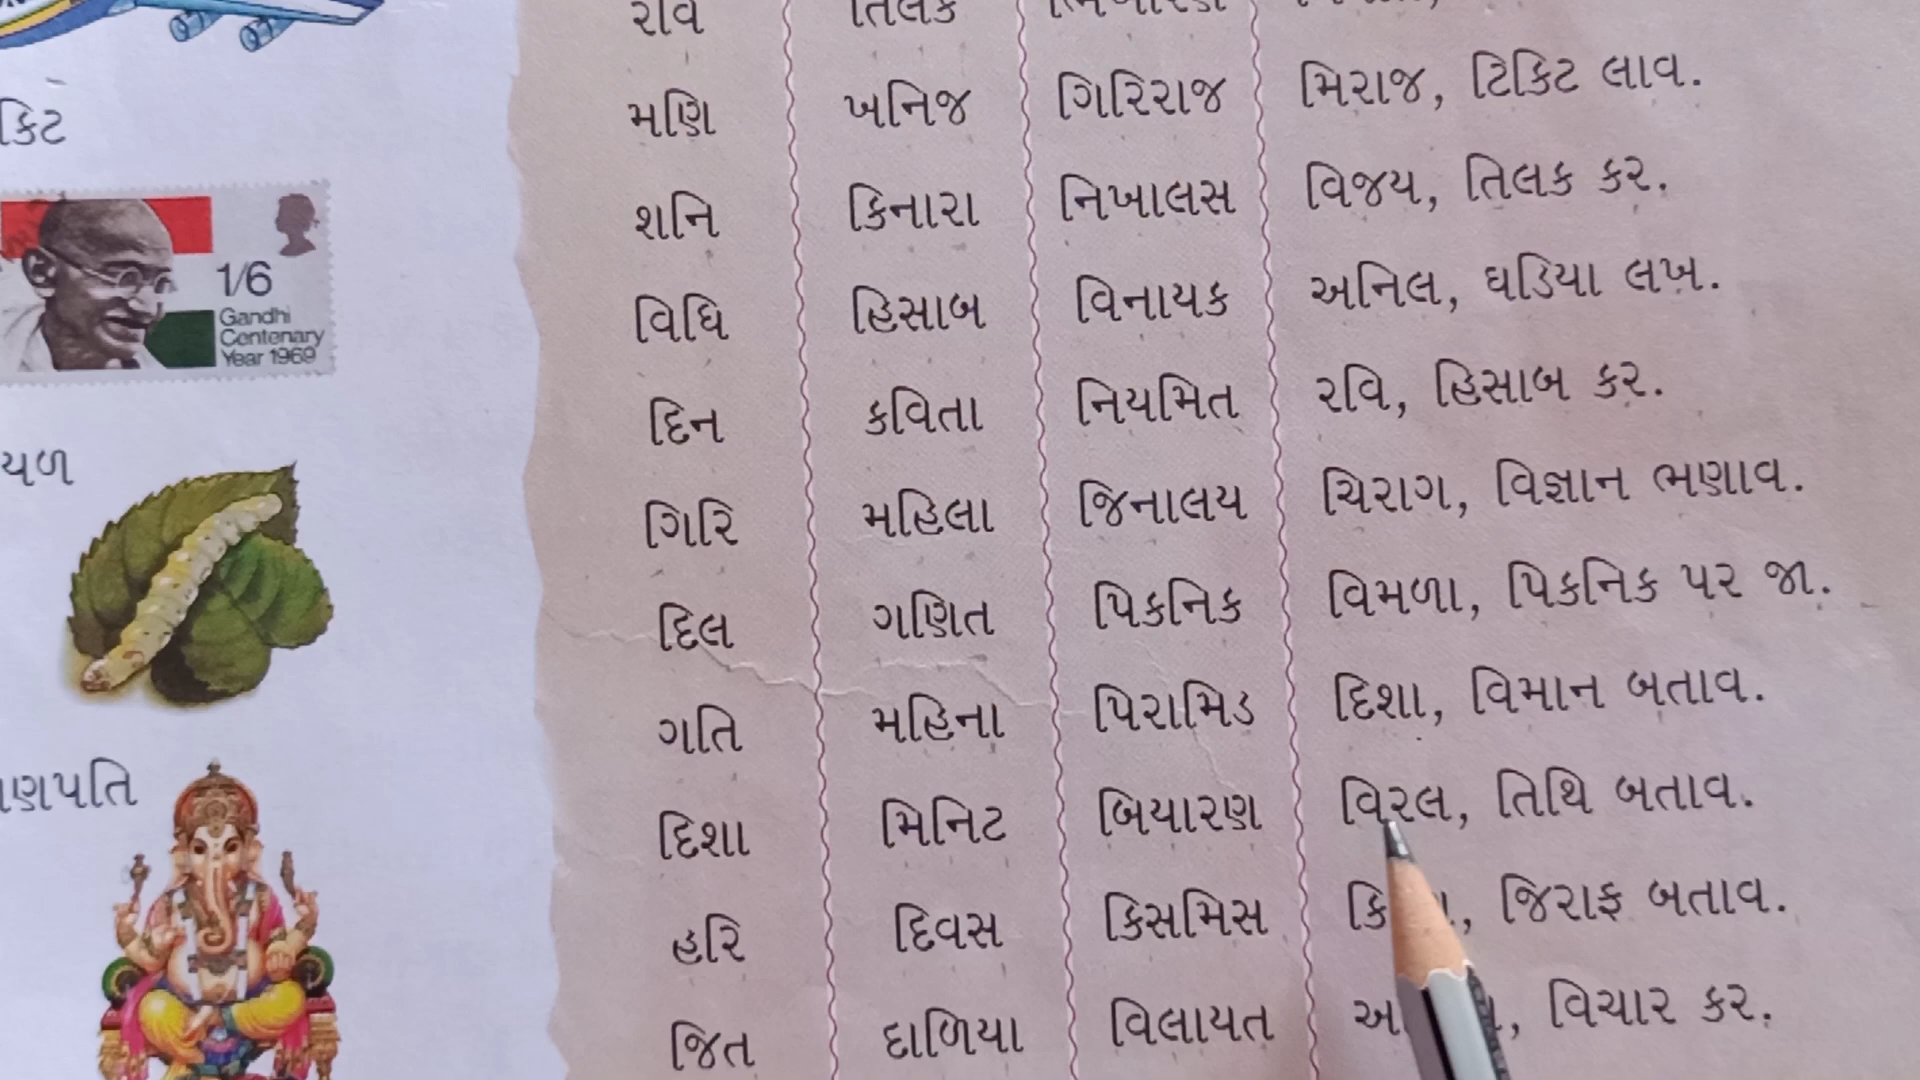 રવિ તિલક
મણિ ખનિજ ગિરિરાજ મિરાજ, ટિકિટ લાવ.
શનિ કિનારા નિખાલસ વિજય, તિલક કર.
વિધિ હિસાબ વિનાયક અનિલ, ઘડિયા લખ.
દિન કવિતા નિયમિત રવિ, હિસાબ કર.
ગિરિ મહિલા જિનાલય ચિરાગ, વિજ્ઞાન ભણાવ.
દિલ ગણિત પિકનિક વિમળા, પિકનિક પર જા.
ગતિ મહિના પિરામિડ દિશા, વિમાન બતાવ.
દિશા મિનિટ બિયારણ વિરલ, તિથિ બતાવ.
હરિ દિવસ કિસમિસ જિરાફ બતાવ.
જિત દાળિયા વિલાયત વિચાર કર.
કિટ
1/6
Gandhi
Centenary
Year 1969
યળ
ણપતિ